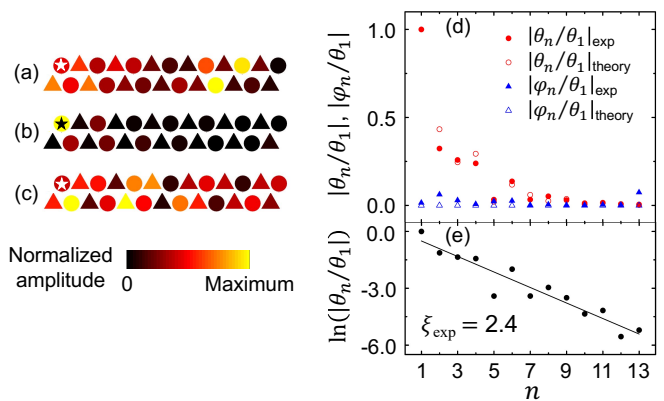 (a)
(b)
(c)
Normalized
amplitude
0
Maximum
|θₙ/θ₁|, |φₙ/θ₁|
1.0
0.5
0.0
(d)
|θₙ/θ₁|exp
|θₙ/θ₁|theory
|φₙ/θ₁|exp
|φₙ/θ₁|theory
ln(|θₙ/θ₁|)
0.0
-3.0
-6.0
(e)
ξexp = 2.4
1 3 5 7 9 11 13
n